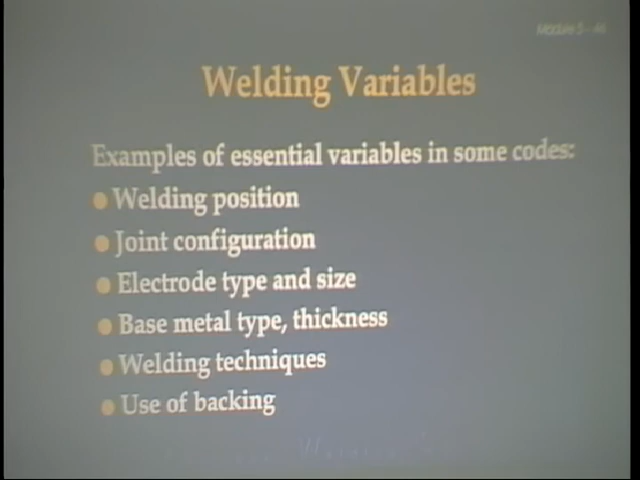 Welding Variables
Examples of essential variables in some codes:
Welding position
Joint configuration
Electrode type and size
Base metal type, thickness
Welding techniques
Use of backing